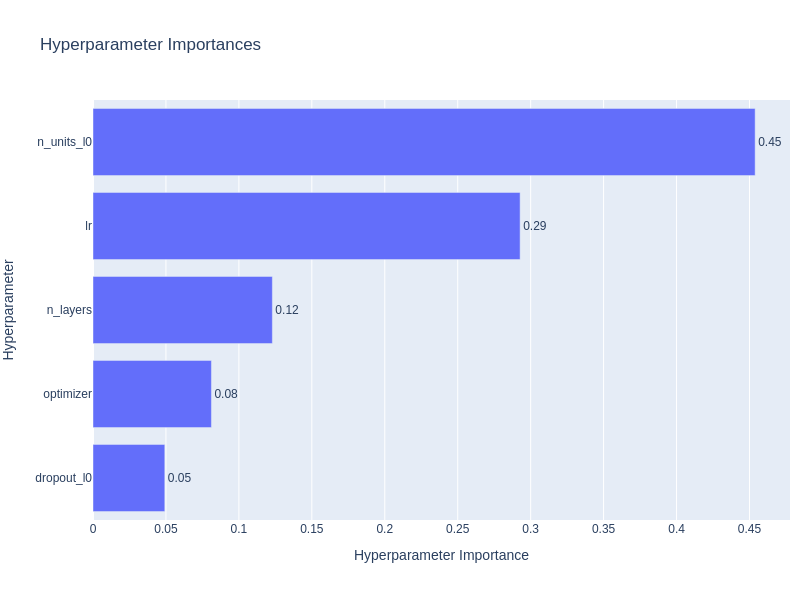 Hyperparameter Importances
Hyperparameter
n_units_l0 0.45
lr 0.29
n_layers 0.12
optimizer 0.08
dropout_l0 0.05
0 0.05 0.1 0.15 0.2 0.25 0.3 0.35 0.4 0.45
Hyperparameter Importance